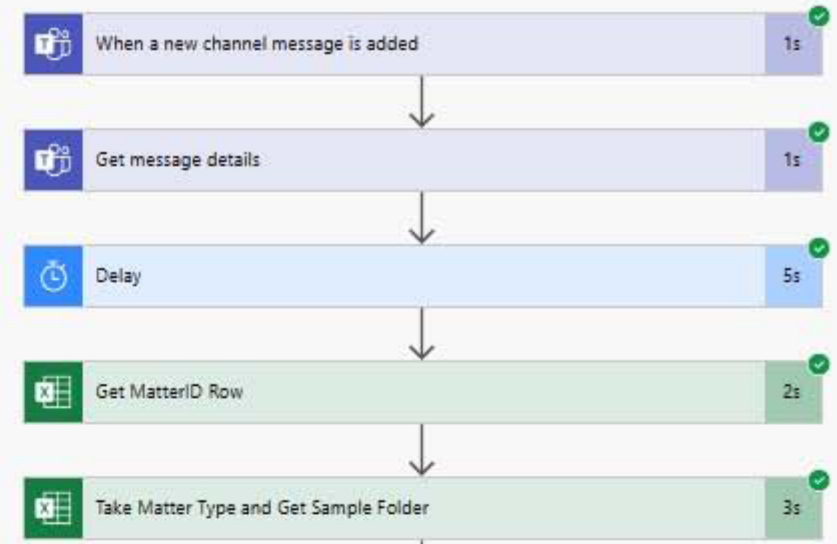 When a new channel message is added
1s
Get message details
1s
Delay
5s
Get MatterID Row
2s
Take Matter Type and Get Sample Folder
3s